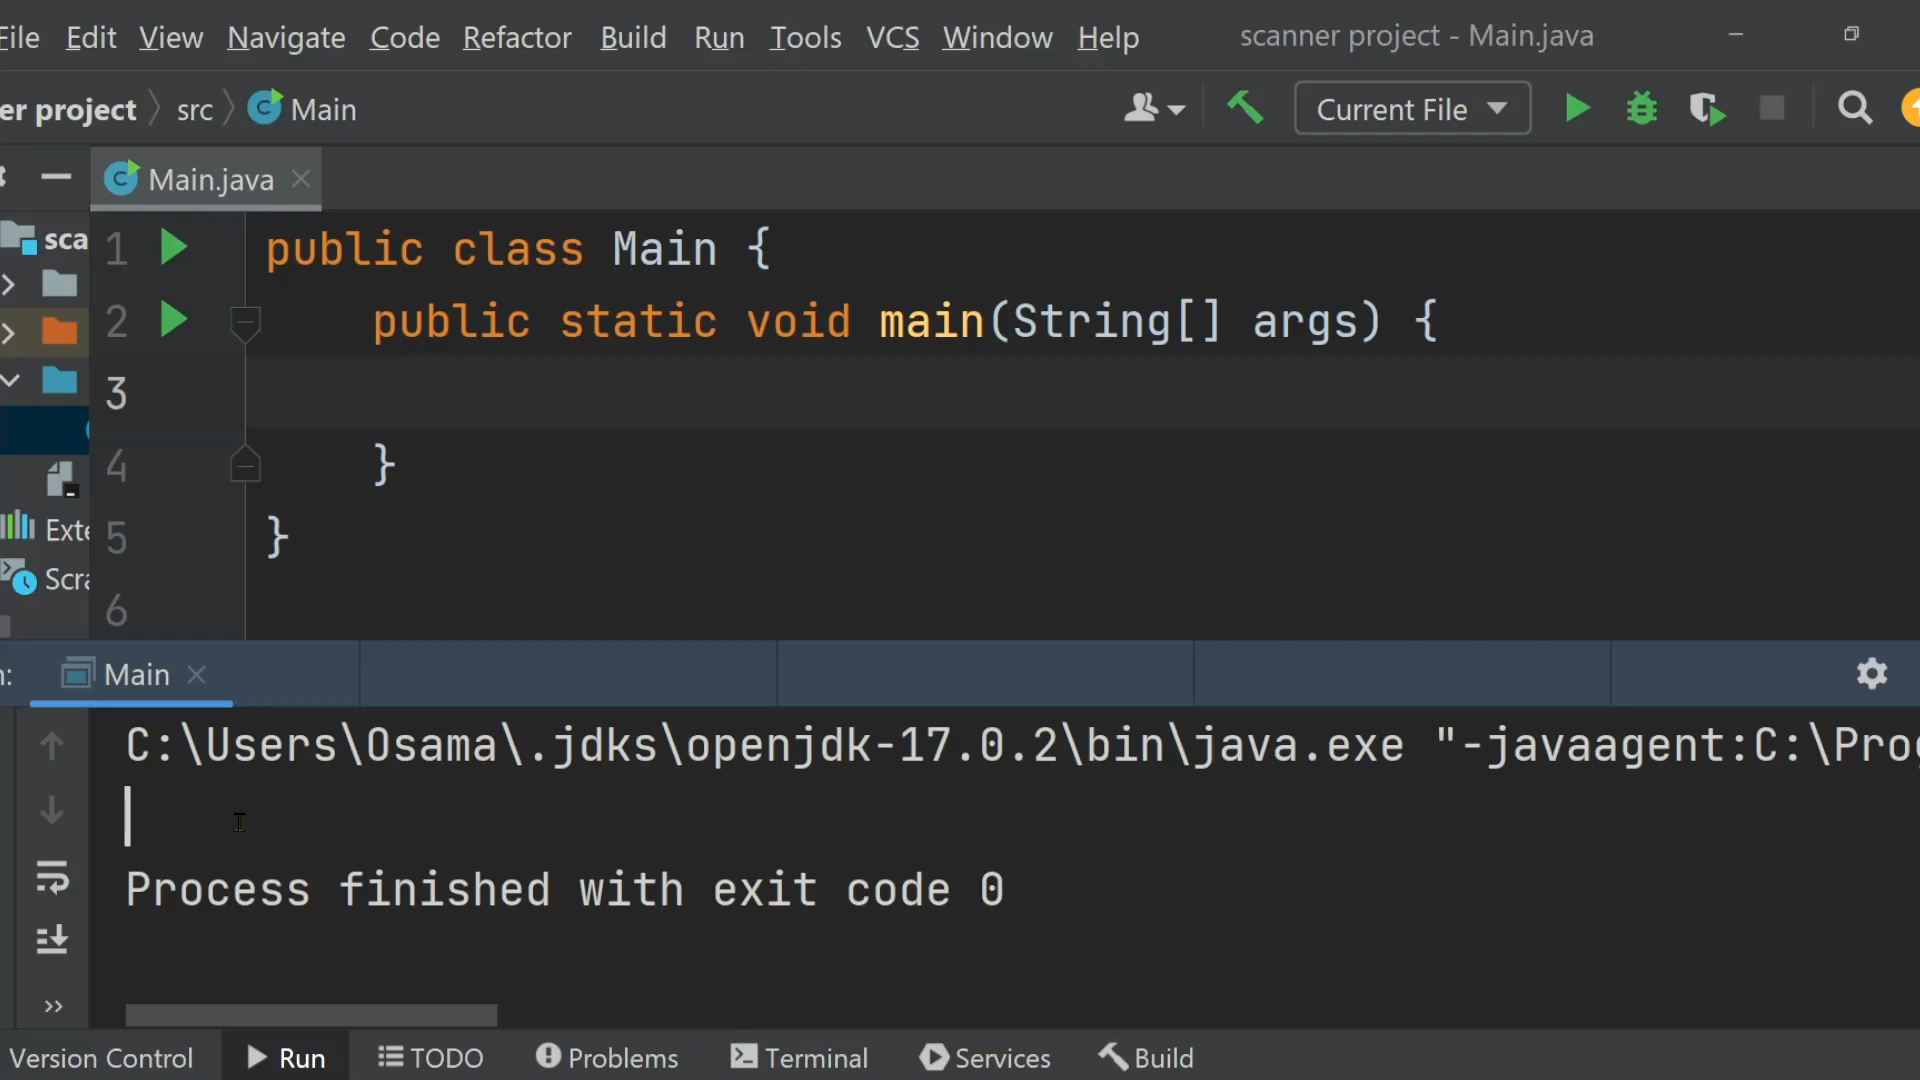 File Edit View Navigate Code Refactor Build Run Tools VCS Window Help scanner project - Main.java
er project src Main Current File
Main.java
sca
1 public class Main {
2 public static void main(String[] args) {
3
4 }
Exte 5 }
Scra
6
n: Main
C:\Users\Osama\.jdks\openjdk-17.0.2\bin\java.exe "-javaagent:C:\Prog
Process finished with exit code 0
Version Control Run TODO Problems Terminal Services Build